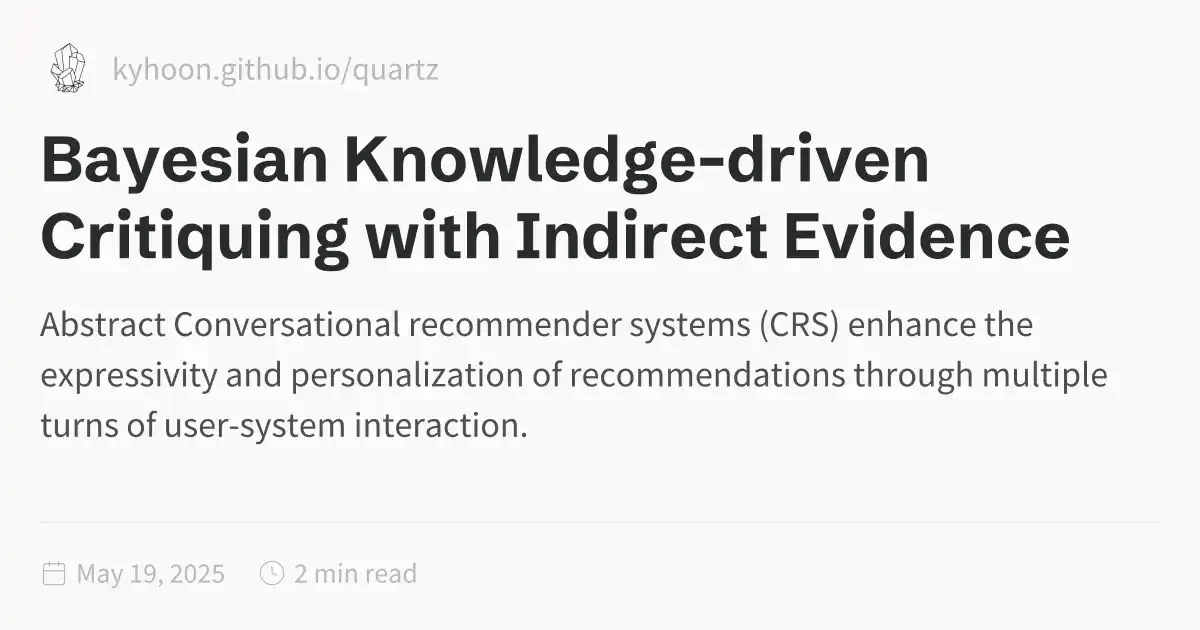 kyhoon.github.io/quartz
Bayesian Knowledge-driven
Critiquing with Indirect Evidence
Abstract Conversational recommender systems (CRS) enhance the
expressivity and personalization of recommendations through multiple
turns of user-system interaction.
May 19, 2025 2 min read